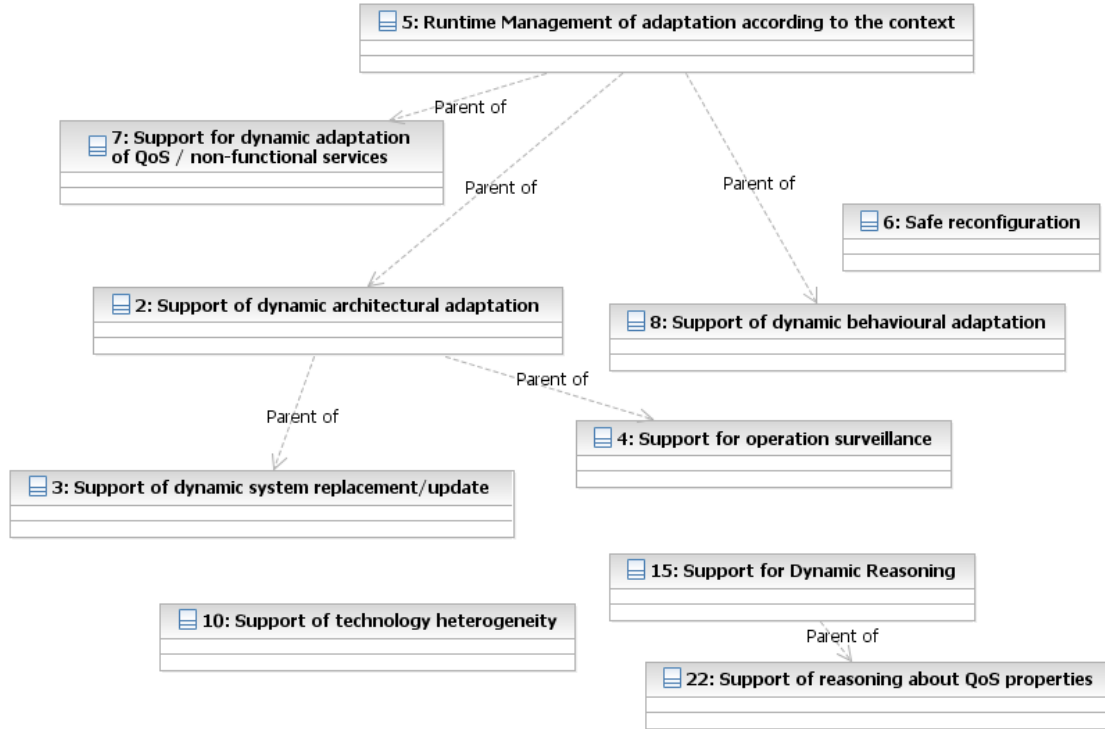 5: Runtime Management of adaptation according to the context
Parent of
7: Support for dynamic adaptation
of QoS / non-functional services
Parent of
Parent of
6: Safe reconfiguration
2: Support of dynamic architectural adaptation
8: Support of dynamic behavioural adaptation
Parent of
Parent of
4: Support for operation surveillance
3: Support of dynamic system replacement/update
15: Support for Dynamic Reasoning
10: Support of technology heterogeneity
Parent of
22: Support of reasoning about QoS properties